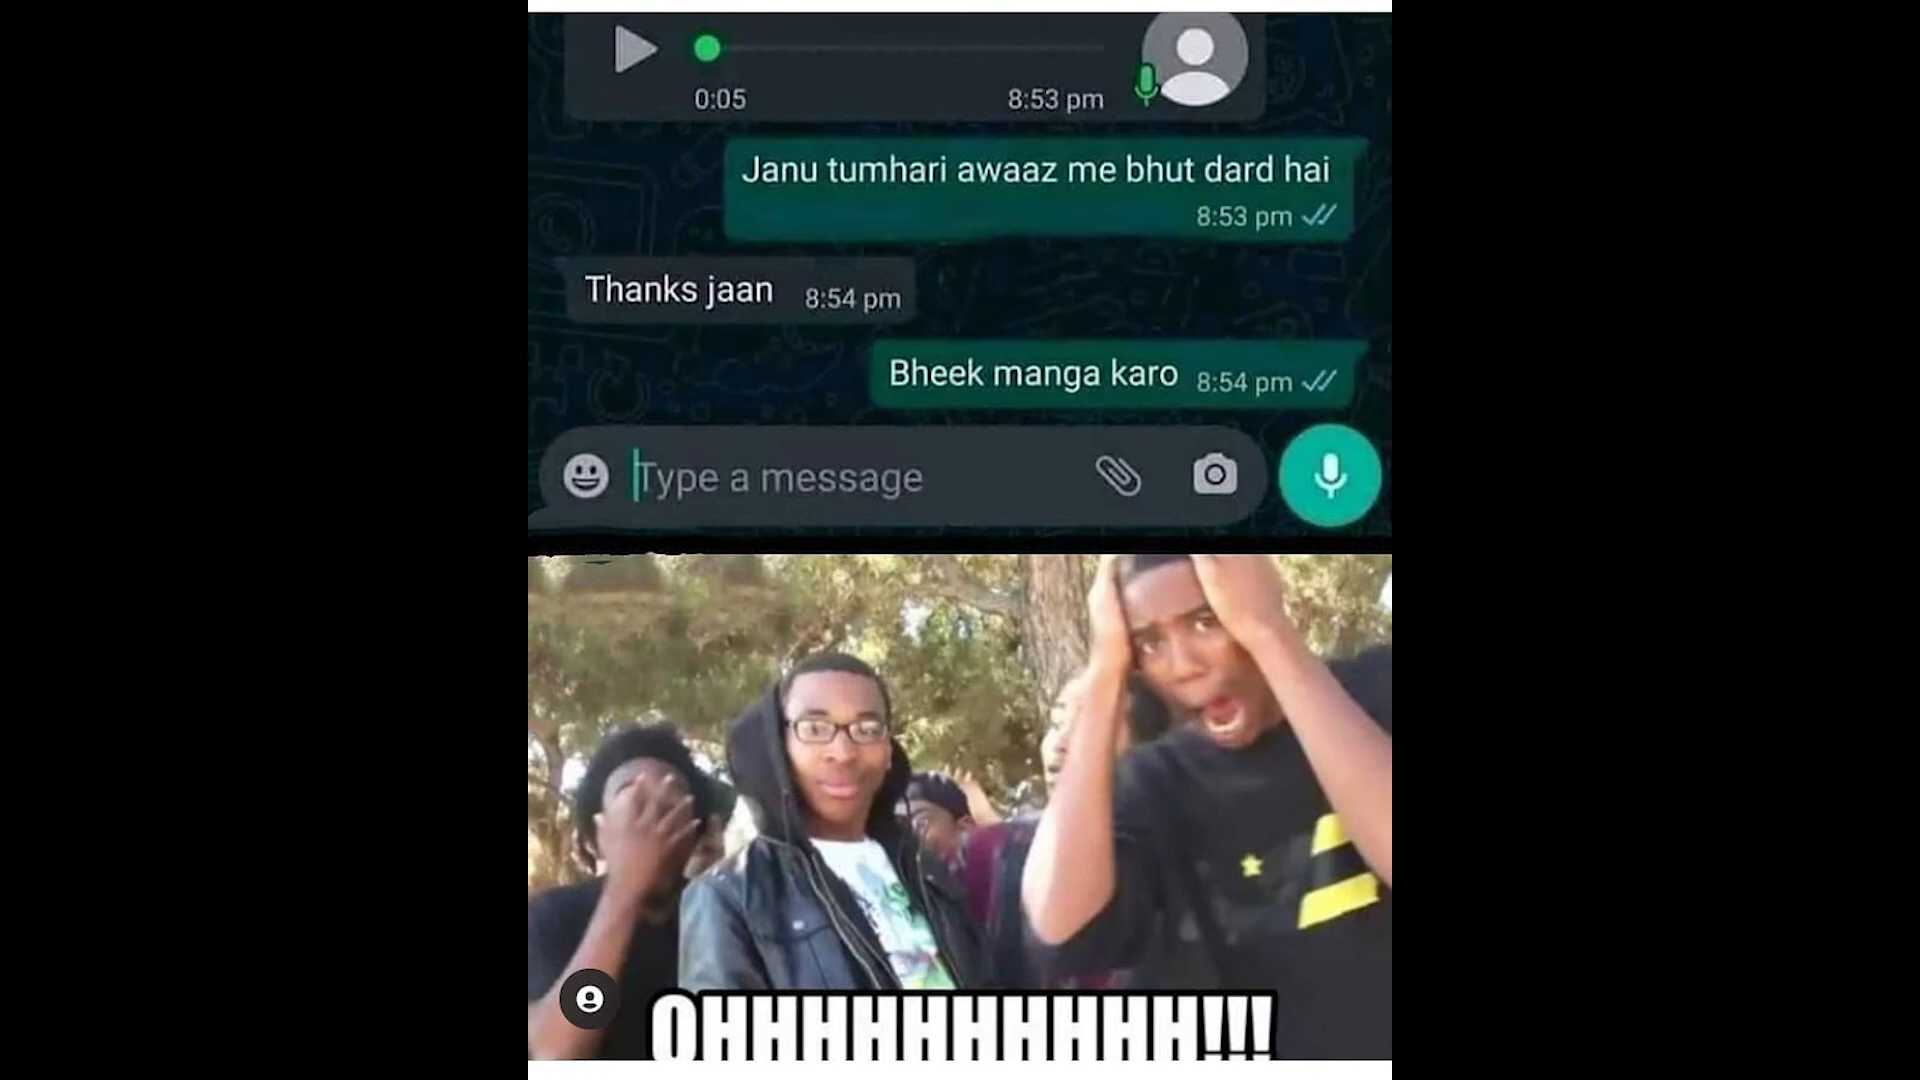 0:05 8:53 pm
Janu tumhari awaaz me bhut dard hai
8:53 pm
Thanks jaan 8:54 pm
Bheek manga karo 8:54 pm
Type a message
OHHHHHHHHHHH!!!